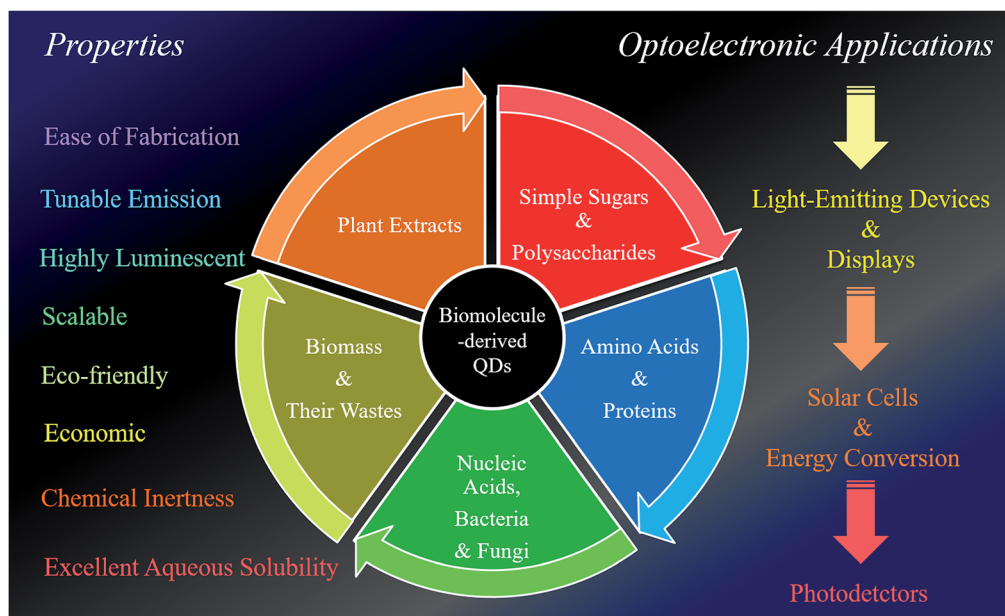 Properties
Optoelectronic Applications
Ease of Fabrication
Tunable Emission
Highly Luminescent
Scalable
Eco-friendly
Economic
Chemical Inertness
Excellent Aqueous Solubility
Plant Extracts
Simple Sugars
&
Polysaccharides
Biomolecule
-derived
QDs
Biomass
&
Their Wastes
Amino Acids
&
Proteins
Nucleic
Acids,
Bacteria
& Fungi
Light-Emitting Devices
&
Displays
Solar Cells
&
Energy Conversion
Photodetctors